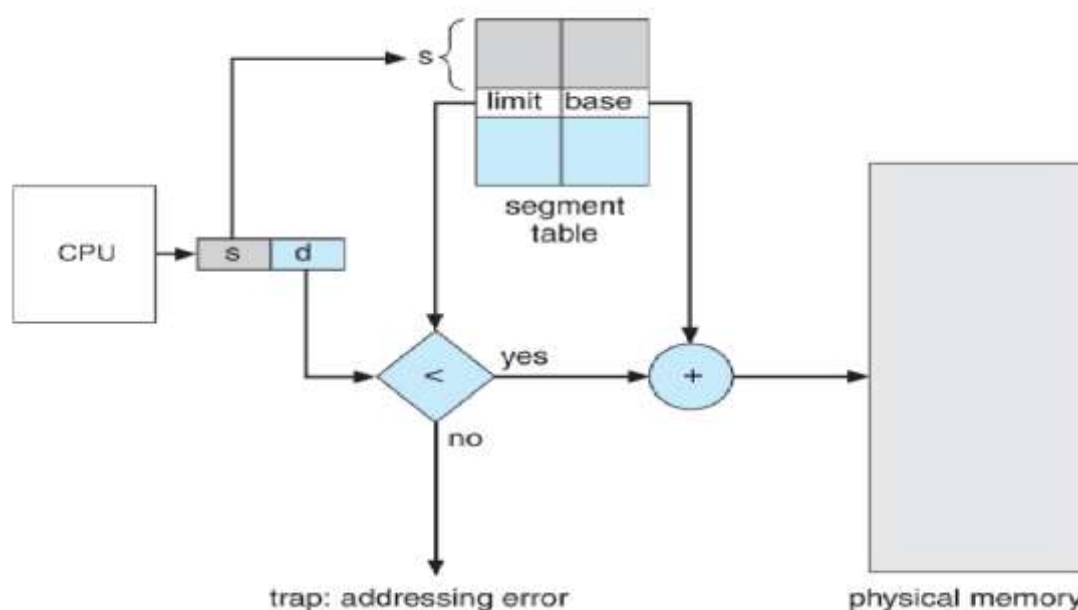 s
limit base
segment
table
CPU
s d
<
yes
+
no
trap: addressing error
physical memory